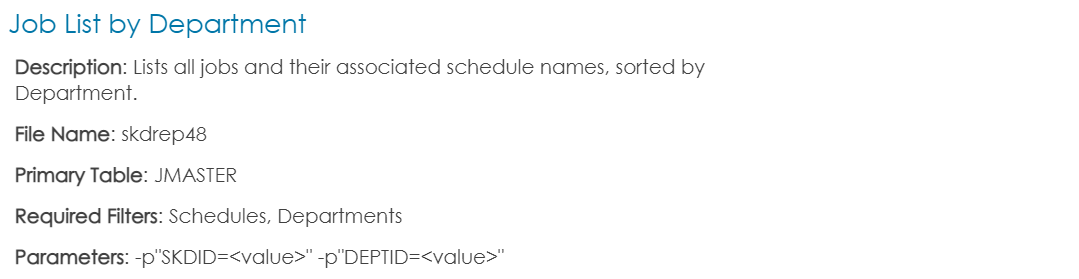 Job List by Department
Description: Lists all jobs and their associated schedule names, sorted by
Department.
File Name: skdrep48
Primary Table: JMASTER
Required Filters: Schedules, Departments
Parameters: -p"SKDID=<value>" -p"DEPTID=<value>"